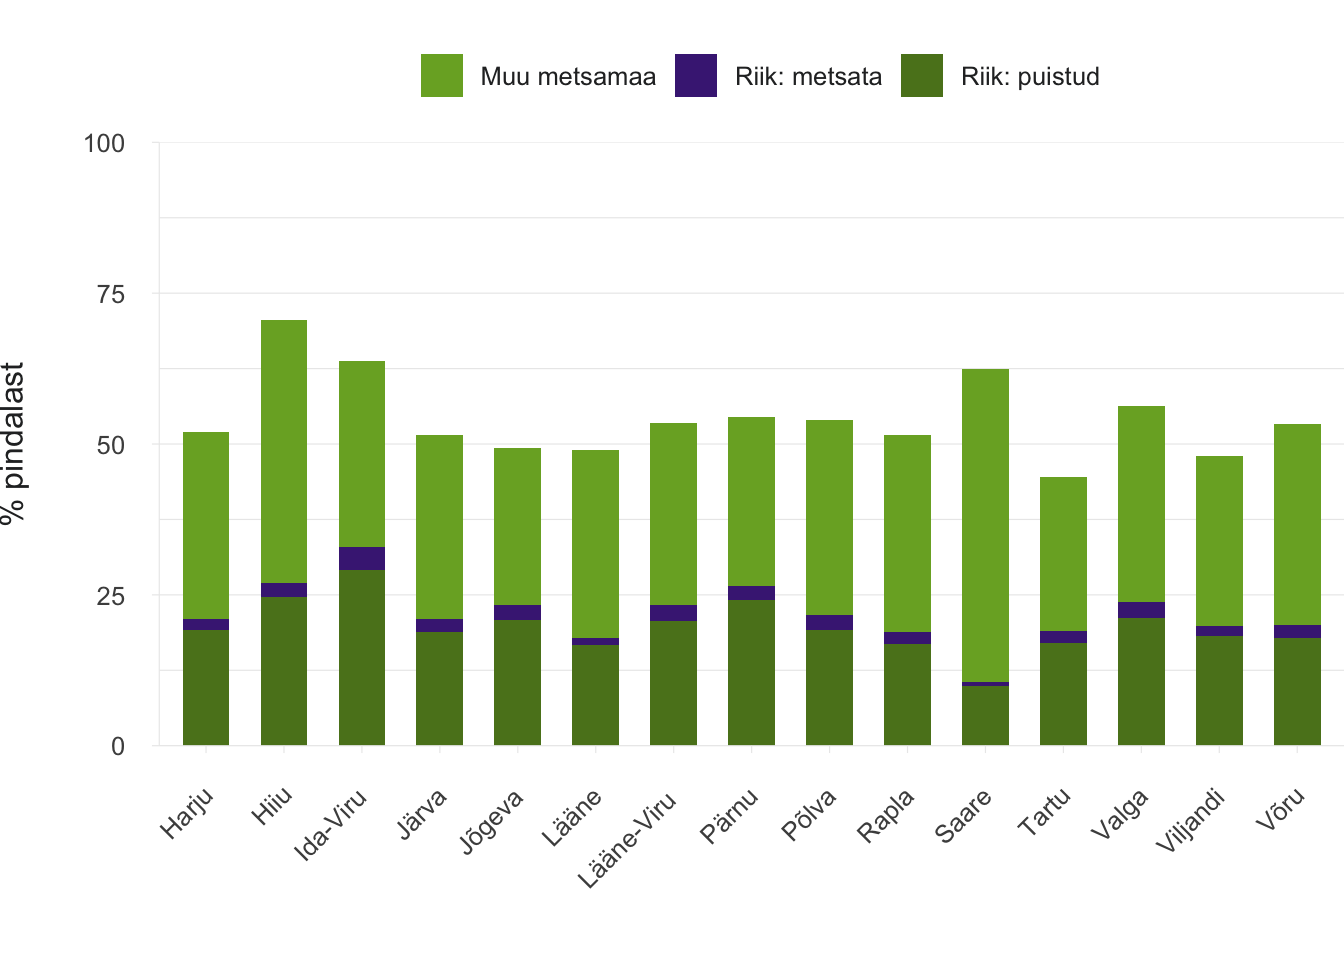 Muu metsamaa Riik: metsata Riik: puistud
100
75
50
25
0
% pindalast
Harju Hiiu Ida-Viru Järva Jõgeva Lääne Lääne-Viru Pärnu Põlva Rapla Saare Tartu Valga Viljandi Võru